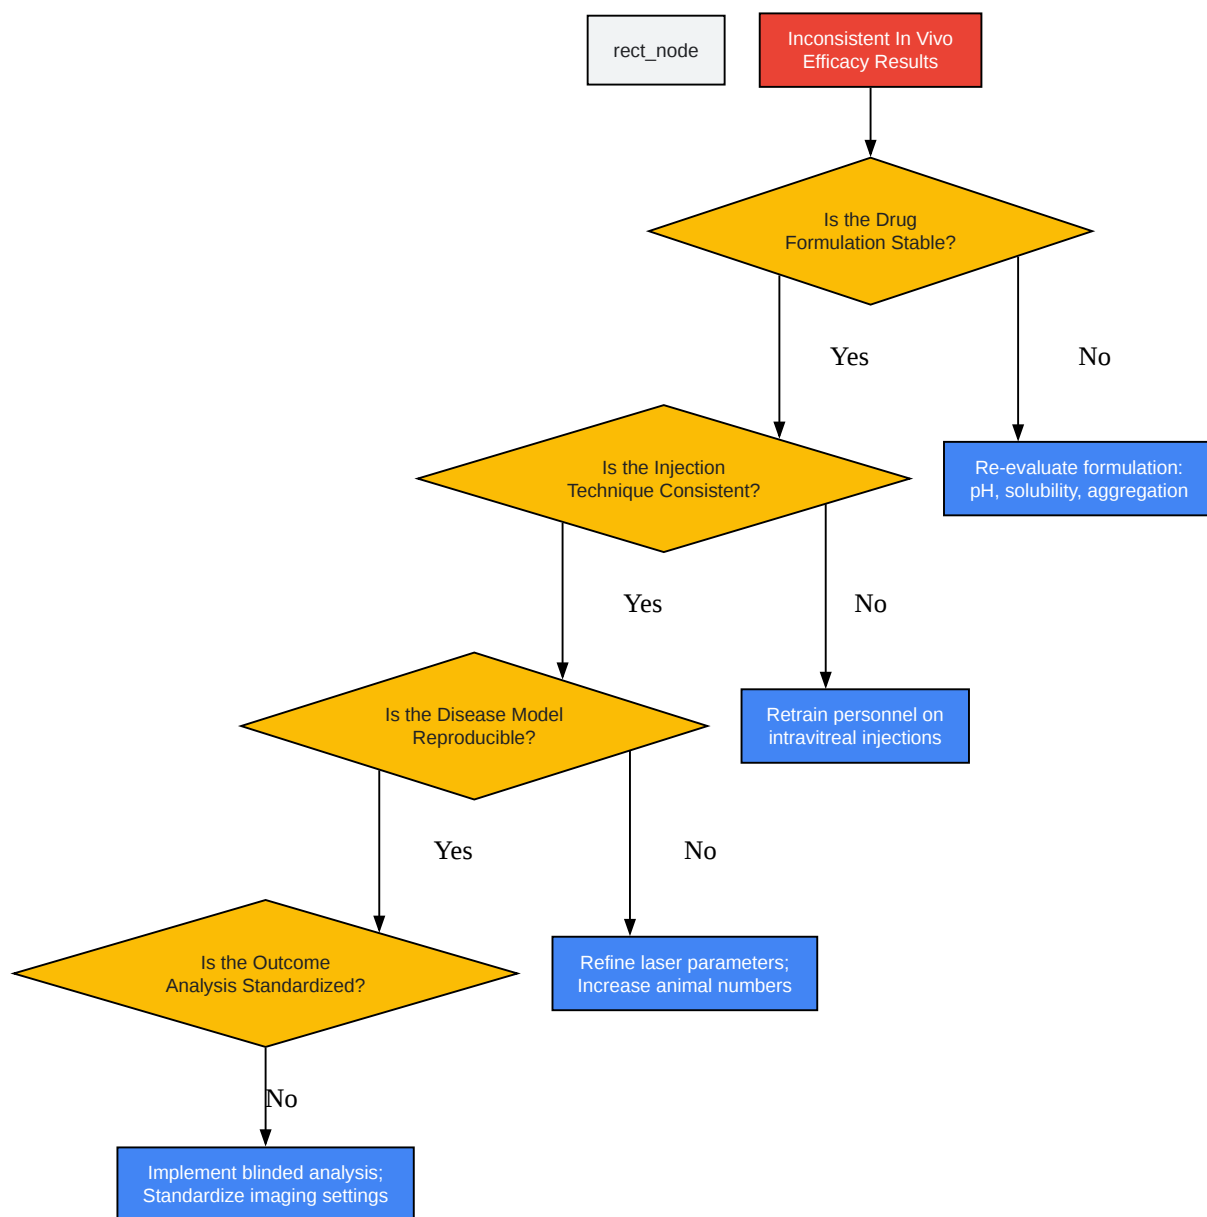 rect_node
Inconsistent In Vivo
Efficacy Results
Is the Drug
Formulation Stable?
Yes
No
Is the Injection
Technique Consistent?
Re-evaluate formulation:
pH, solubility, aggregation
Yes
No
Is the Disease Model
Reproducible?
Retrain personnel on
intravitreal injections
Yes
No
Is the Outcome
Analysis Standardized?
Refine laser parameters;
Increase animal numbers
No
Implement blinded analysis;
Standardize imaging settings